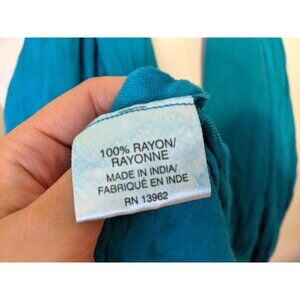 100% RAYON/
RAYONNE
MADE IN INDIA/
FABRIQUÉ EN INDE
RN 13962